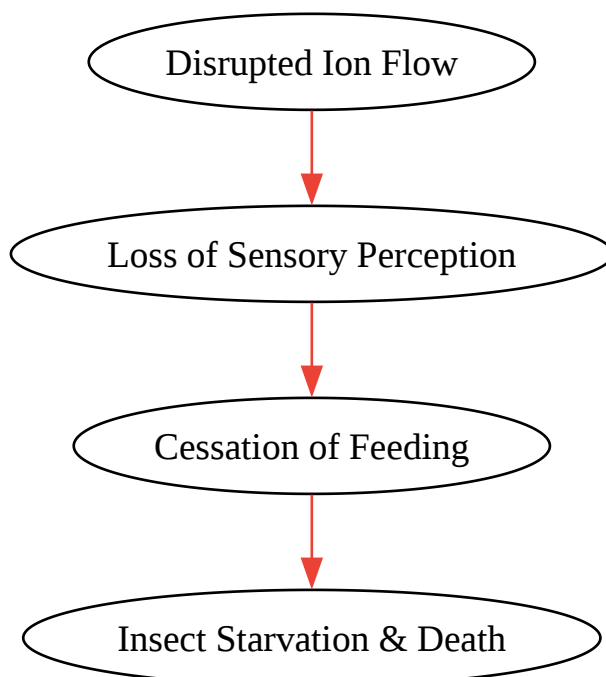 Disrupted Ion Flow
Loss of Sensory Perception
Cessation of Feeding
Insect Starvation & Death